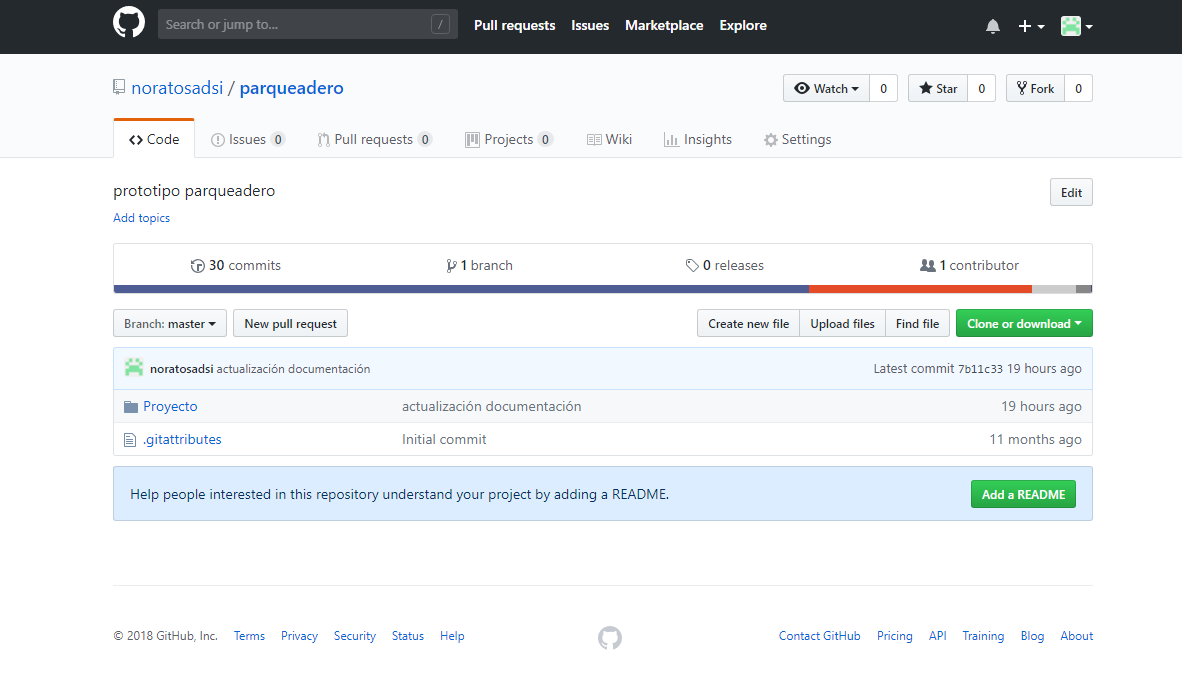 Search or jump to... / Pull requests Issues Marketplace Explore
noratosadsi / parqueadero Watch 0 Star 0 Fork 0
Code Issues 0 Pull requests 0 Projects 0 Wiki Insights Settings
prototipo parqueadero Edit
Add topics
30 commits 1 branch 0 releases 1 contributor
Branch: master New pull request Create new file Upload files Find file Clone or download
noratosadsi actualización documentación Latest commit 7b11c33 19 hours ago
Proyecto actualización documentación 19 hours ago
.gitattributes Initial commit 11 months ago
Help people interested in this repository understand your project by adding a README. Add a README
© 2018 GitHub, Inc. Terms Privacy Security Status Help Contact GitHub Pricing API Training Blog About